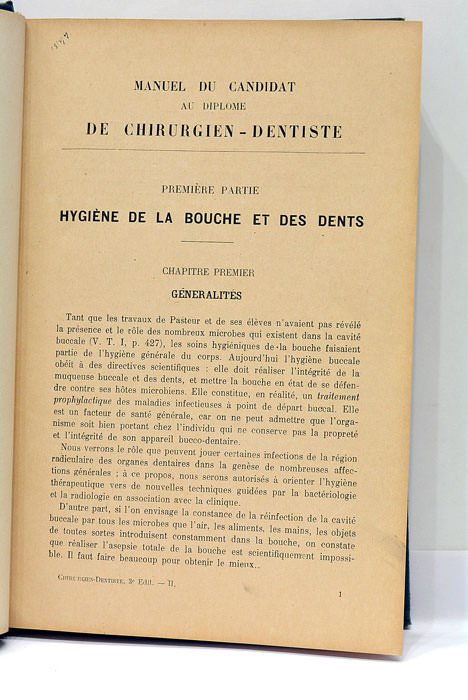 MANUEL DU CANDIDAT
AU DIPLOME
DE CHIRURGIEN-DENTISTE
PREMIÈRE PARTIE
HYGIÈNE DE LA BOUCHE ET DES DENTS
CHAPITRE PREMIER
GÉNÉRALITÉS
Tant que les travaux de Pasteur et de ses élèves n'avaient pas révélé
la présence et le rôle des nombreux microbes qui existent dans la cavité
buccale (V. T. I, p. 427), les soins hygiéniques de la bouche faisaient
partie de l'hygiène générale du corps. Aujourd'hui l'hygiène buccale
obéit à des directives scientifiques : elle doit réaliser l'intégrité de la
muqueuse buccale et des dents, et mettre la bouche en état de se défen-
dre contre ses hôtes microbiens. Elle constitue, en réalité, un traitement
prophylactique des maladies infectieuses à point de départ buccal. Elle
est un facteur de santé générale, car on ne peut admettre que l'orga-
nisme soit bien portant chez l'individu qui ne conserve pas la propreté
et l'intégrité de son appareil bucco-dentaire.
Nous verrons le rôle que peuvent jouer certaines infections de la région
radiculaire des organes dentaires dans la genèse de nombreuses affec-
tions générales ; à ce propos, nous serons autorisés à orienter l'hygiène
thérapeutique vers de nouvelles techniques guidées par la bactériologie
et la radiologie en association avec la clinique.
D'autre part, si l'on envisage la constance de la réinfection de la cavité
buccale par tous les microbes que l'air, les aliments, les mains, les objets
de toutes sortes introduisent constamment dans la bouche, on constate
que réaliser l'asepsie totale de la bouche est scientifiquement impossi-
ble. Il faut faire beaucoup pour obtenir le mieux..
CHIRURGIEN-DENTISTE, 3e Edit. — II.
1